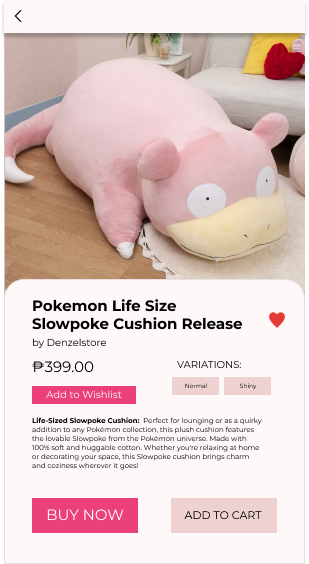 Pokemon Life Size
Slowpoke Cushion Release
by Denzelstore
₱399.00
VARIATIONS:
Add to Wishlist
Normal
Shiny
Life-Sized Slowpoke Cushion: Perfect for lounging or as a quirky
addition to any Pokémon collection, this plush cushion features
the lovable Slowpoke from the Pokémon universe. Made with
100% soft and huggable cotton. Whether you're relaxing at home
or decorating your space, this Slowpoke cushion brings charm
and coziness wherever it goes!
BUY NOW
ADD TO CART